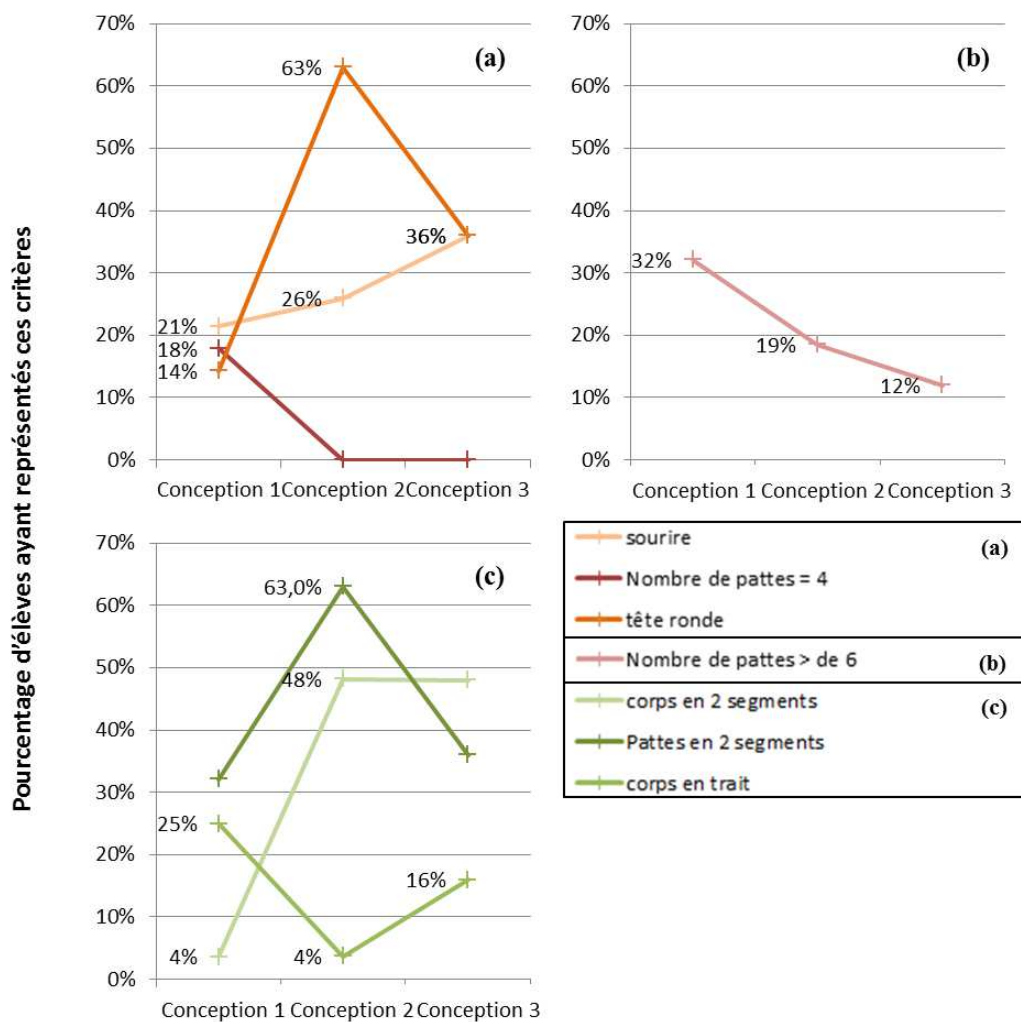 Pourcentage d'élèves ayant représentés ces critères
70%
60%
50%
40%
30%
20%
10%
0%
(a)
63%
36%
26%
21%
18%
14%
Conception 1 Conception 2 Conception 3
70%
60%
50%
40%
30%
20%
10%
0%
(b)
32%
19%
12%
Conception 1 Conception 2 Conception 3
70%
60%
50%
40%
30%
20%
10%
0%
(c)
63,0%
48%
25%
16%
4%
4%
Conception 1 Conception 2 Conception 3
sourire (a)
Nombre de pattes = 4
tête ronde
Nombre de pattes > de 6 (b)
corps en 2 segments (c)
Pattes en 2 segments
corps en trait